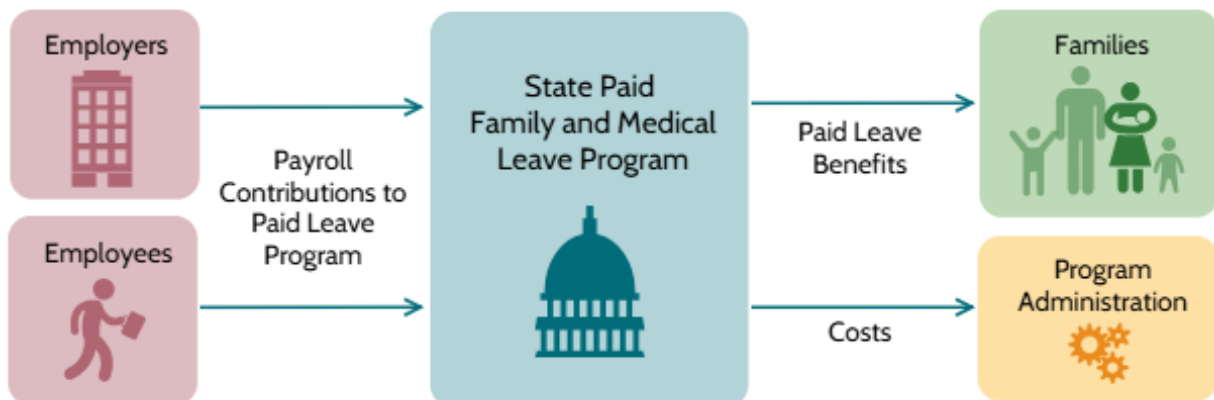 Employers
Employees
Payroll
Contributions to
Paid Leave
Program
State Paid
Family and Medical
Leave Program
Paid Leave
Benefits
Costs
Families
Program
Administration